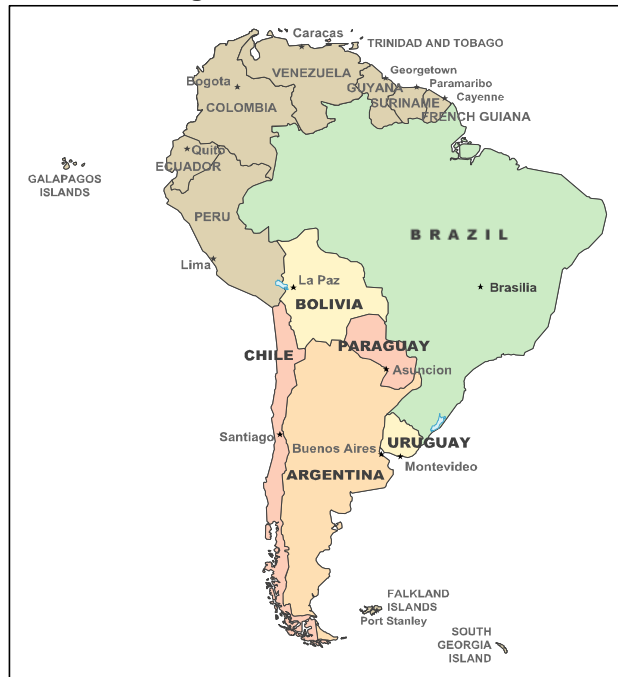 Caracas
TRINIDAD AND TOBAGO
VENEZUELA
Georgetown
Bogota
GUYANA
Paramaribo
Cayenne
COLOMBIA
SURINAME
FRENCH GUIANA
Quito
ECUADOR
GALAPAGOS
ISLANDS
PERU
BRAZIL
Lima
La Paz
Brasilia
BOLIVIA
PARAGUAY
CHILE
Asuncion
Santiago
Buenos Aires
URUGUAY
Montevideo
ARGENTINA
FALKLAND
ISLANDS
Port Stanley
SOUTH
GEORGIA
ISLAND